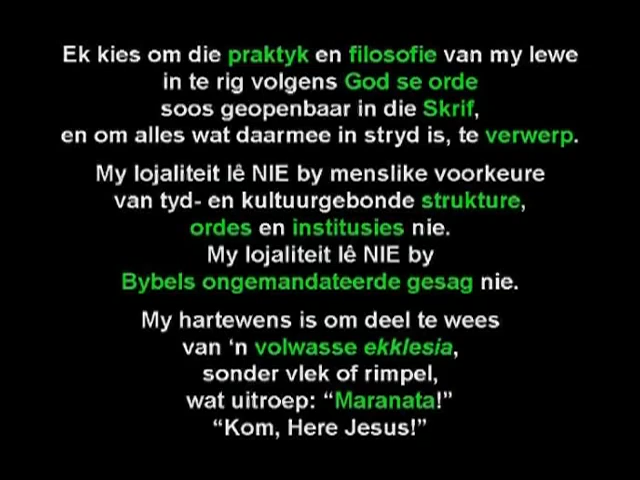 Ek kies om die praktyk en filosofie van my lewe
in te rig volgens God se orde
soos geopenbaar in die Skrif,
en om alles wat daarmee in stryd is, te verwerp.
My lojaliteit lê NIE by menslike voorkeure
van tyd- en kultuurgebonde strukture,
ordes en institusies nie.
My lojaliteit lê NIE by
Bybels ongemandateerde gesag nie.
My hartewens is om deel te wees
van ‘n volwasse ekklesia,
sonder vlek of rimpel,
wat uitroep: “Maranata!”
“Kom, Here Jesus!”